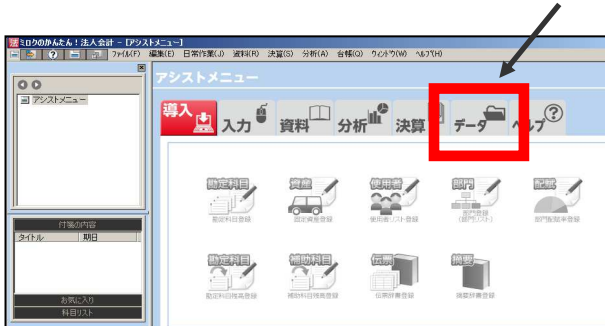 ミロクのかんたん！法人会計 - [アシストメニュー]
ファイル(F) 編集(E) 日常作業(J) 資料(R) 決算(S) 分析(A) 台帳(Q) ウィンドウ(W) ヘルプ(H)
アシストメニュー
アシストメニュー
導入 入力 資料 分析 決算 データ ヘルプ
勘定科目 資産 使用者 部門 配賦
勘定科目登録 固定資産登録 使用者リスト登録 部門登録 部門配賦率登録
(部門リスト)
勘定科目 補助科目 伝票 摘要
勘定科目残高登録 補助科目残高登録 伝票辞書登録 摘要辞書登録
付箋の内容
タイトル 期日
お気に入り
科目リスト